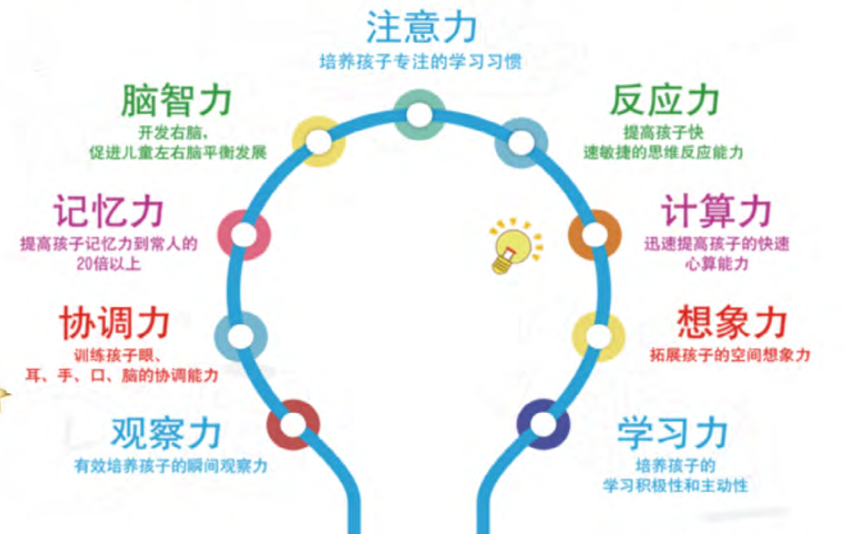 注意力
培养孩子专注的学习习惯
脑智力
开发右脑，
促进儿童左右脑平衡发展
反应力
提高孩子快
速敏捷的思维反应能力
记忆力
提高孩子记忆力到常人的
20倍以上
计算力
迅速提高孩子的快速
心算能力
协调力
训练孩子眼、
耳、手、口、脑的协调能力
想象力
拓展孩子的空间想象力
观察力
有效培养孩子的瞬间观察力
学习力
培养孩子的
学习积极性和主动性